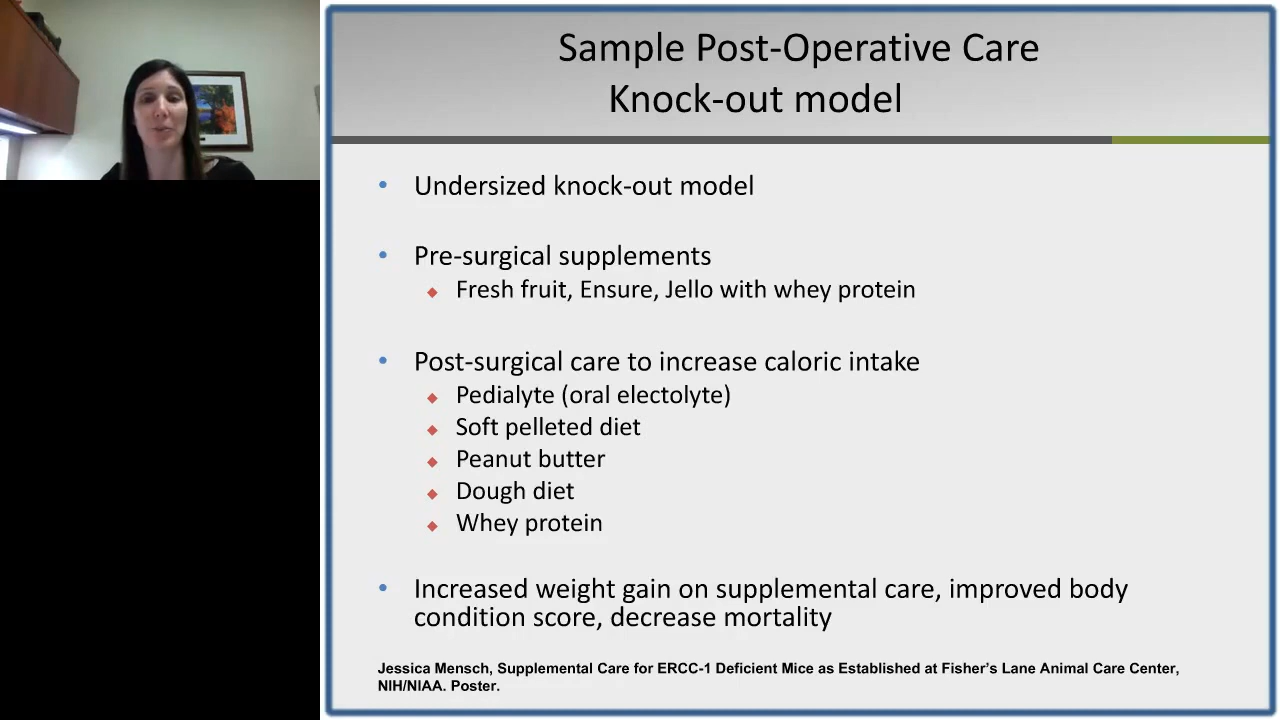 Sample Post-Operative Care
Knock-out model
• Undersized knock-out model
• Pre-surgical supplements
◆ Fresh fruit, Ensure, Jello with whey protein
• Post-surgical care to increase caloric intake
◆ Pedialyte (oral electolyte)
◆ Soft pelleted diet
◆ Peanut butter
◆ Dough diet
◆ Whey protein
• Increased weight gain on supplemental care, improved body
condition score, decrease mortality
Jessica Mensch, Supplemental Care for ERCC-1 Deficient Mice as Established at Fisher’s Lane Animal Care Center,
NIH/NIAA. Poster.